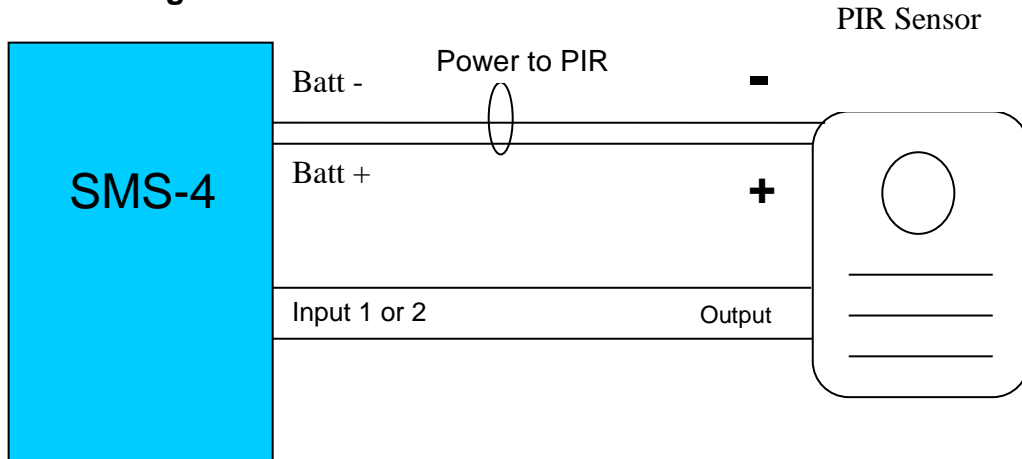 PIR Sensor
Power to PIR
Batt - -
Batt + +
SMS-4
Input 1 or 2 Output